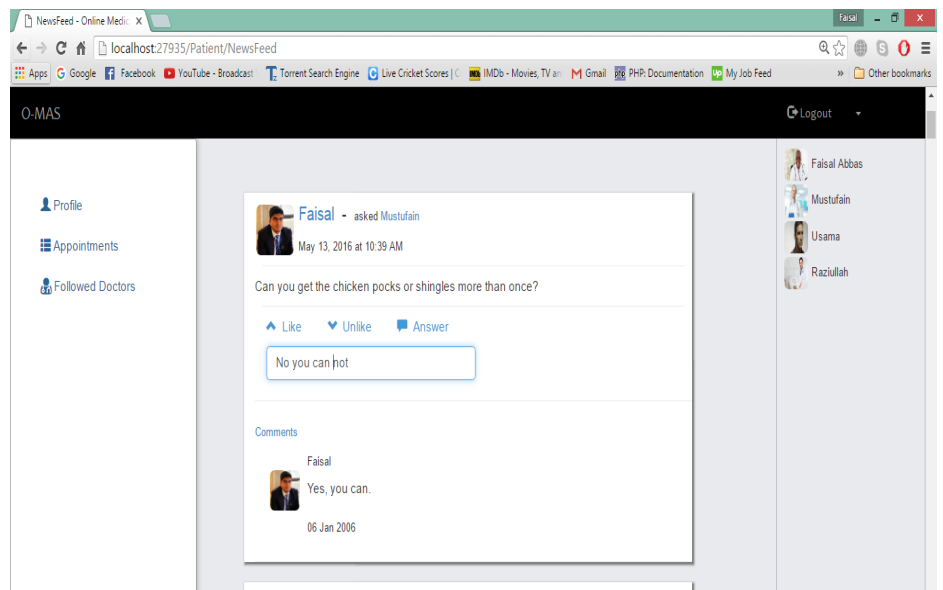 NewsFeed - Online Medic
Faisal
localhost:27935/Patient/NewsFeed
Apps Google Facebook YouTube - Broadcast Torrent Search Engine Live Cricket Scores | C IMDb - Movies, TV an Gmail PHP: Documentation My Job Feed » Other bookmarks
O-MAS
Logout
Profile
Appointments
Followed Doctors
Faisal - asked Mustufain
May 13, 2016 at 10:39 AM
Can you get the chicken pocks or shingles more than once?
Like Unlike Answer
No you can not
Comments
Faisal
Yes, you can.
06 Jan 2006
Faisal Abbas
Mustufain
Usama
Raziullah